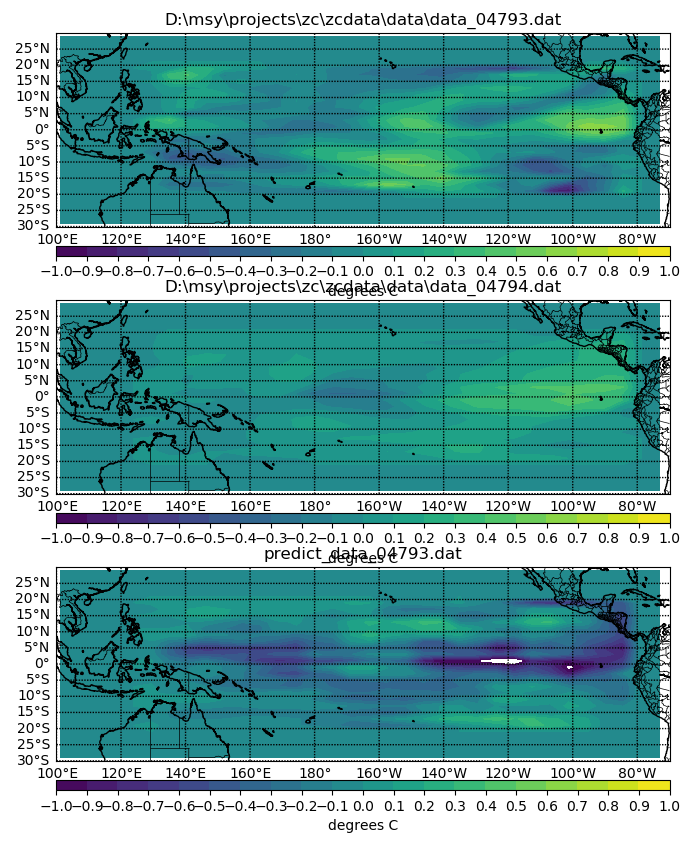 D:\msy\projects\zc\zcdata\data\data_04793.dat
25°N
20°N
15°N
10°N
5°N
0°
5°S
10°S
15°S
20°S
25°S
30°S
100°E 120°E 140°E 160°E 180° 160°W 140°W 120°W 100°W 80°W
−1.0 −0.9 −0.8 −0.7 −0.6 −0.5 −0.4 −0.3 −0.2 −0.1 0.0 0.1 0.2 0.3 0.4 0.5 0.6 0.7 0.8 0.9 1.0
degrees C
D:\msy\projects\zc\zcdata\data\data_04794.dat
25°N
20°N
15°N
10°N
5°N
0°
5°S
10°S
15°S
20°S
25°S
30°S
100°E 120°E 140°E 160°E 180° 160°W 140°W 120°W 100°W 80°W
−1.0 −0.9 −0.8 −0.7 −0.6 −0.5 −0.4 −0.3 −0.2 −0.1 0.0 0.1 0.2 0.3 0.4 0.5 0.6 0.7 0.8 0.9 1.0
degrees C
predict_data_04793.dat
25°N
20°N
15°N
10°N
5°N
0°
5°S
10°S
15°S
20°S
25°S
30°S
100°E 120°E 140°E 160°E 180° 160°W 140°W 120°W 100°W 80°W
−1.0 −0.9 −0.8 −0.7 −0.6 −0.5 −0.4 −0.3 −0.2 −0.1 0.0 0.1 0.2 0.3 0.4 0.5 0.6 0.7 0.8 0.9 1.0
degrees C